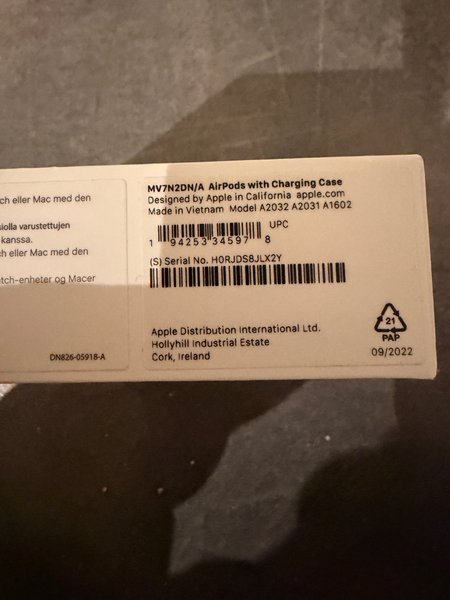 ch eller Mac med den
siolla varustettujen
kanssa.
ch eller Mac med den
tch-enheter og Macer
DN826-05918-A
MV7N2DN/A AirPods with Charging Case
Designed by Apple in California apple.com
Made in Vietnam Model A2032 A2031 A1602
UPC
1 94253 34597 8
(S) Serial No. H0RJDS8JLX2Y
Apple Distribution International Ltd.
Hollyhill Industrial Estate
Cork, Ireland
21
PAP
09/2022